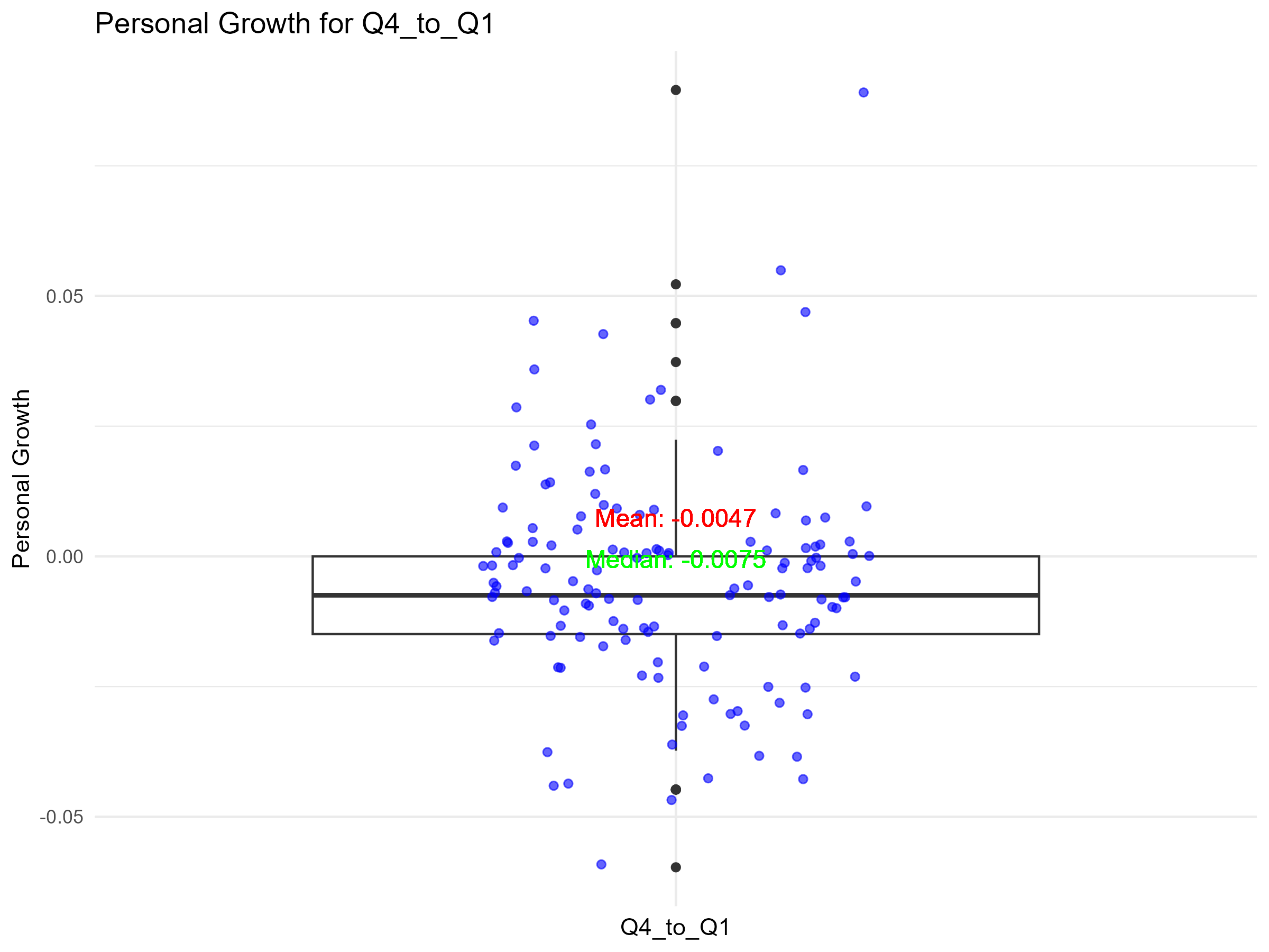 Personal Growth for Q4_to_Q1
Personal Growth
0.05
0.00
-0.05
Mean: -0.0047
Median: -0.0075
Q4_to_Q1